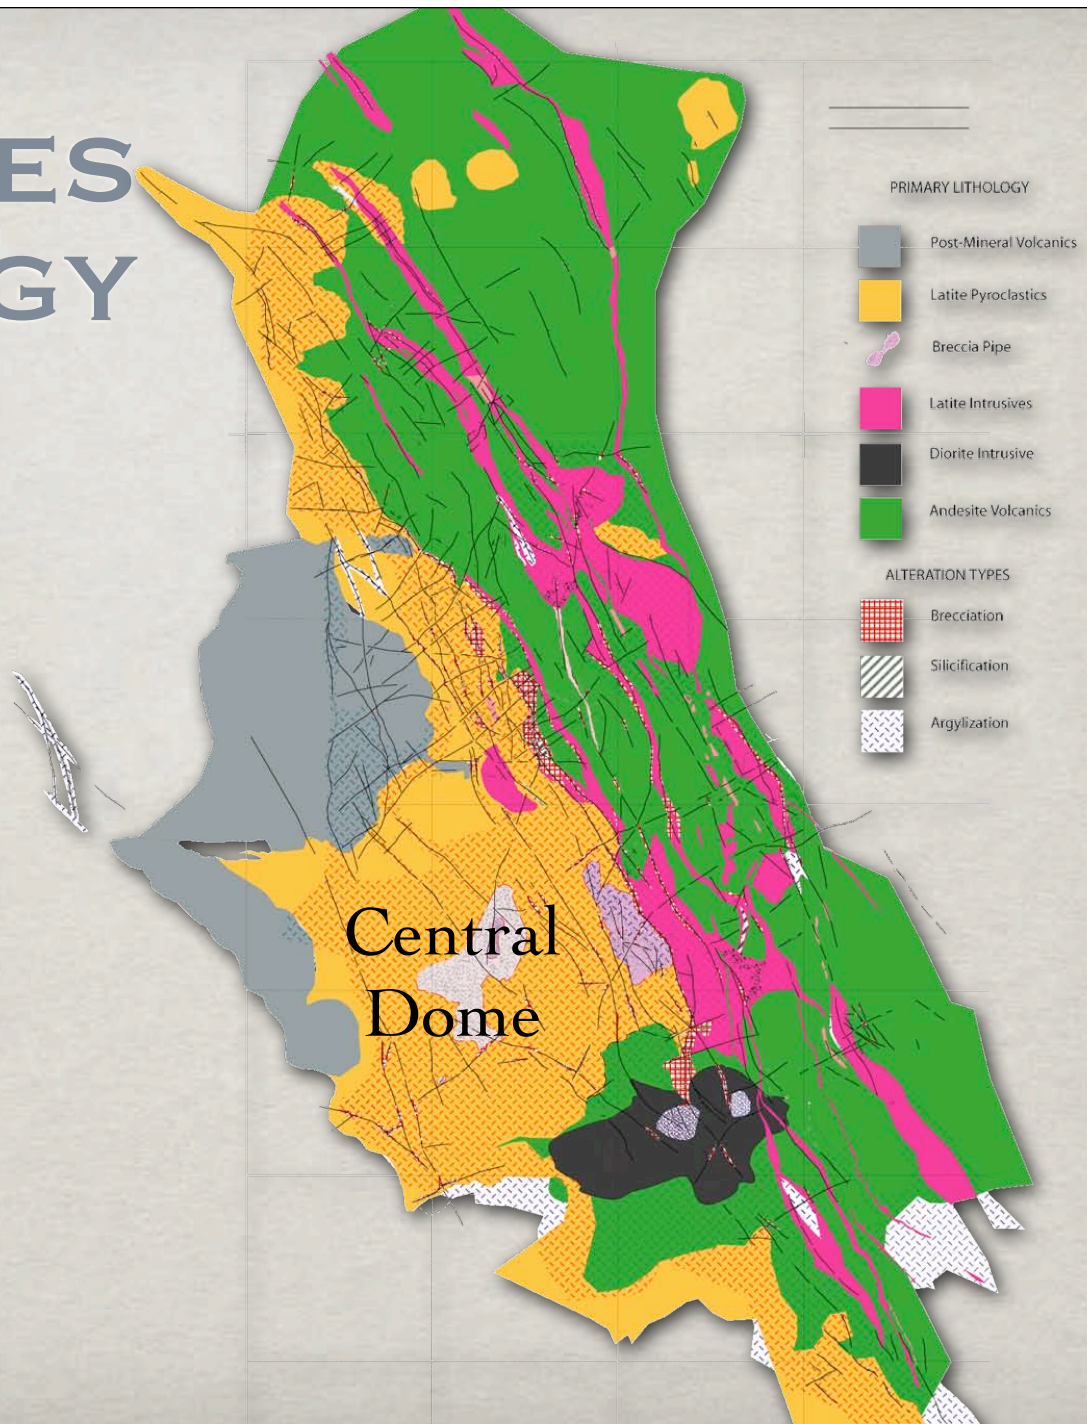 ES
GY
PRIMARY LITHOLOGY
Post-Mineral Volcanics
Latite Pyroclastics
Breccia Pipe
Latite Intrusives
Diorite Intrusive
Andesite Volcanics
ALTERATION TYPES
Brecciation
Silicification
Argylization
Central
Dome